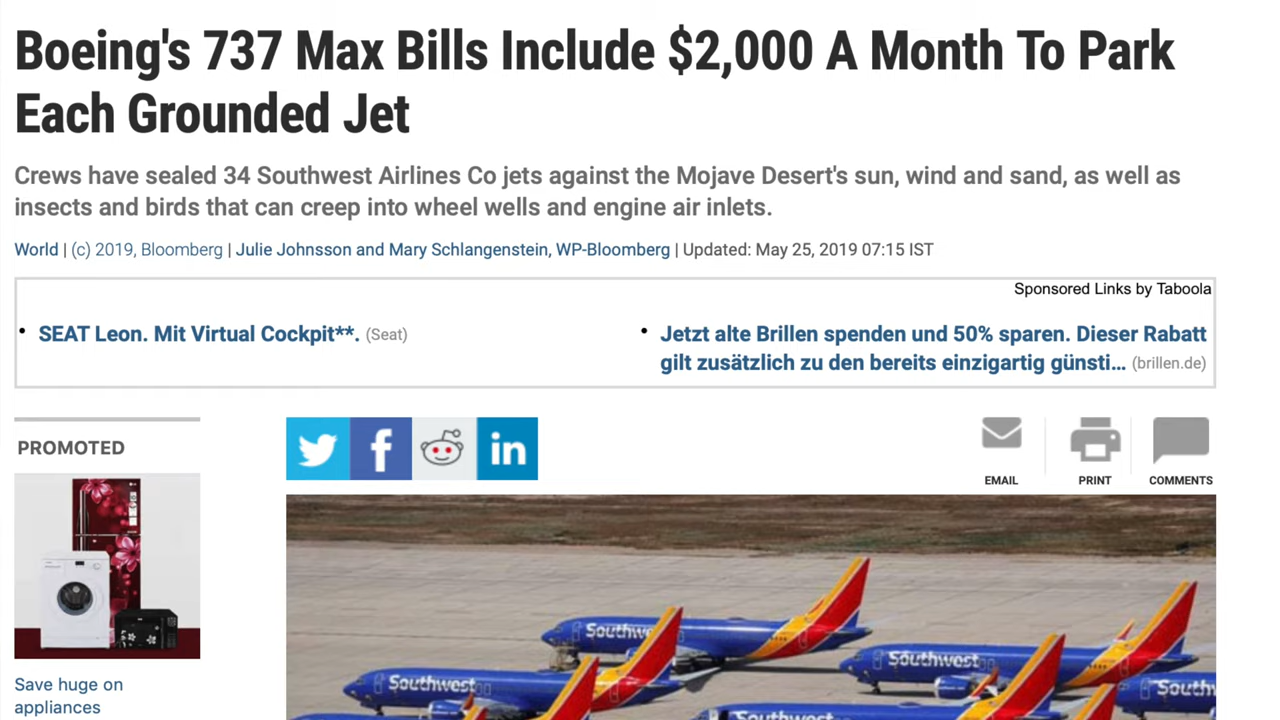 Boeing's 737 Max Bills Include $2,000 A Month To Park
Each Grounded Jet
Crews have sealed 34 Southwest Airlines Co jets against the Mojave Desert's sun, wind and sand, as well as
insects and birds that can creep into wheel wells and engine air inlets.
World | (c) 2019, Bloomberg | Julie Johnsson and Mary Schlangenstein, WP-Bloomberg | Updated: May 25, 2019 07:15 IST
Sponsored Links by Taboola
• SEAT Leon. Mit Virtual Cockpit**. (Seat)
• Jetzt alte Brillen spenden und 50% sparen. Dieser Rabatt
gilt zusätzlich zu den bereits einzigartig günsti... (brillen.de)
PROMOTED
in
EMAIL
PRINT
COMMENTS
Save huge on
appliances
Southwe
Southwest
Southwest
Southw
Southwest